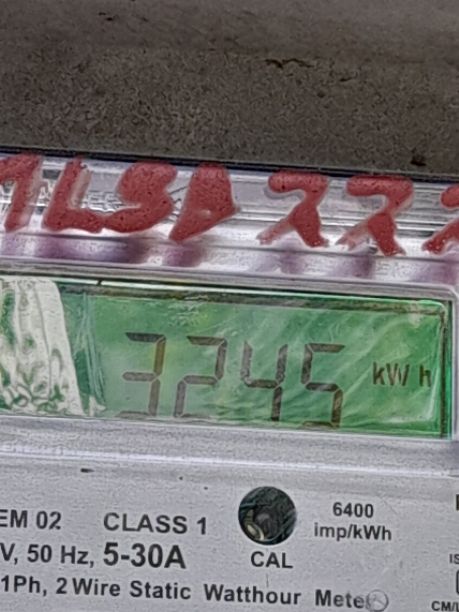 3245 kWh
EM 02 CLASS 1
V, 50 Hz, 5-30A
1Ph, 2 Wire Static Watthour Meter
CAL
6400
imp/kWh